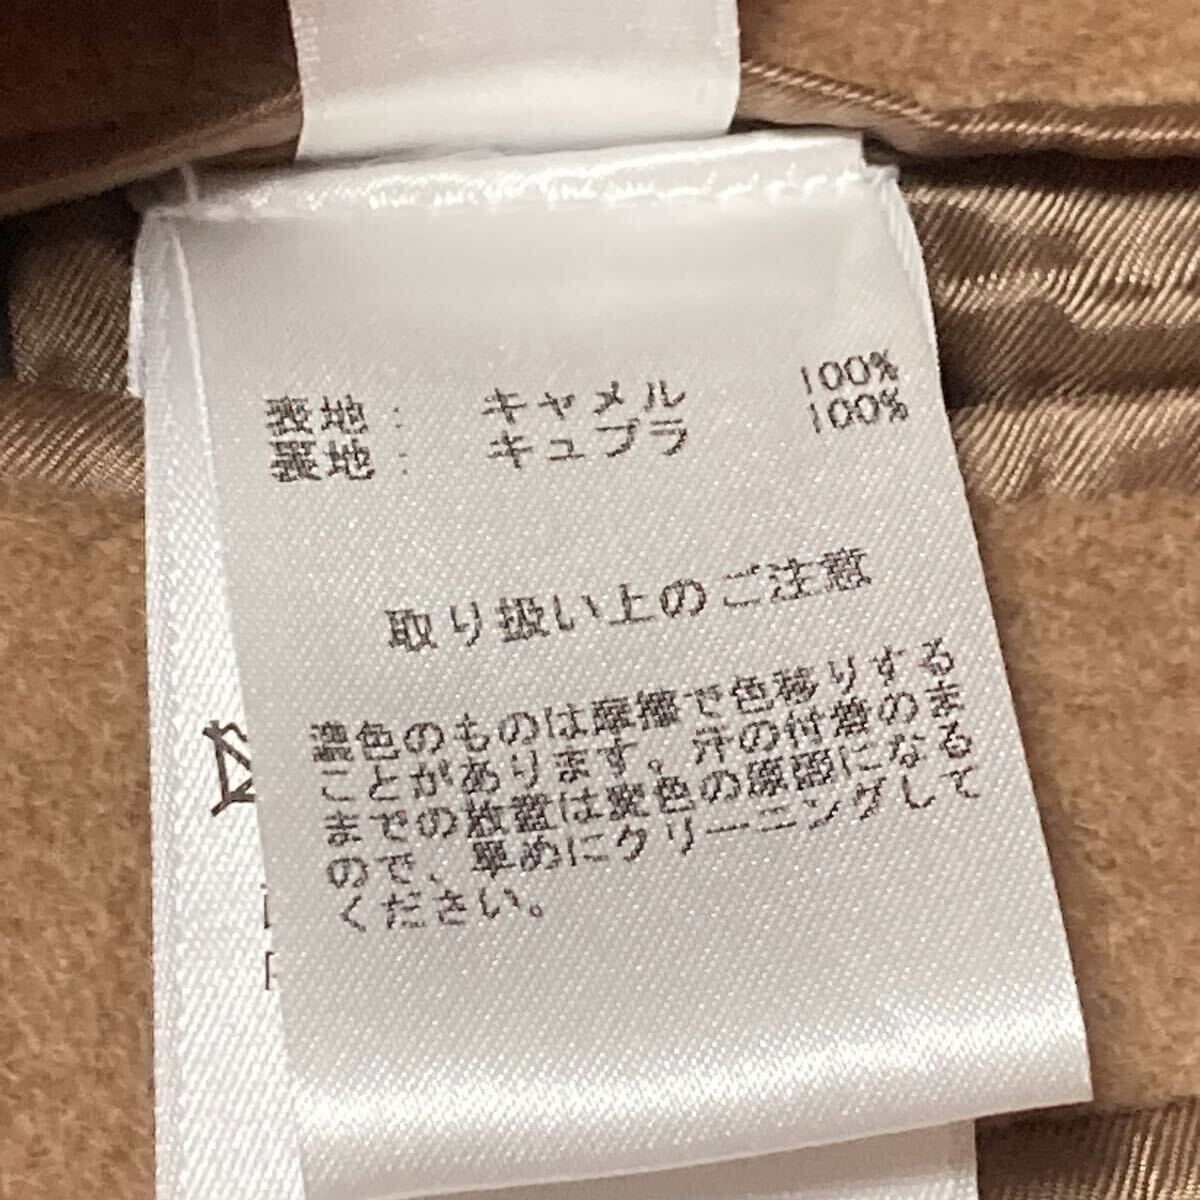 表地： キャメル 100%
裏地： キュプラ 100%
取り扱い上のご注意
濃色のものは摩擦で色移りする
ことがあります。汗の付着のま
までの放置は変色の原因になる
ので、早めにクリーニングして
ください。